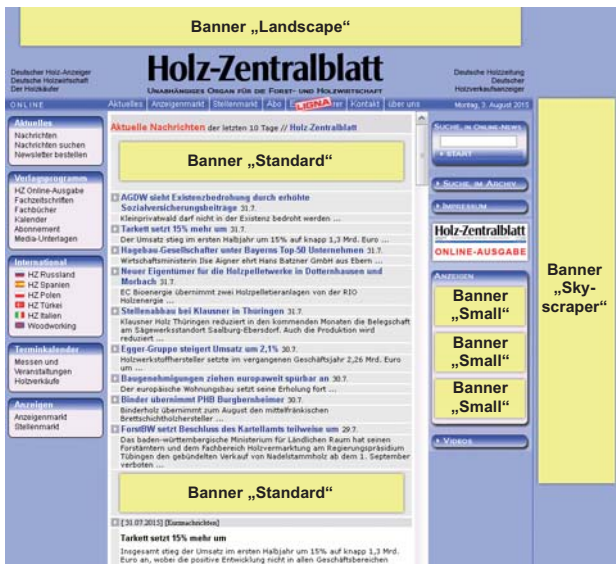 Banner „Landscape“
Deutscher Holz-Anzeiger
Deutsche Holzwirtschaft
Der Holzkäufer
Holz-Zentralblatt
UNABHÄNGIGES ORGAN FÜR DIE FORST- UND HOLZWIRTSCHAFT
Deutsche Holzzeitung
Deutscher
Holzverkaufsanzeiger
ONLINE
Aktuelles | Anzeigenmarkt | Stellenmarkt | Abo | LIGNA | Kontakt | über uns
Montag, 3. August 2015
Aktuelles
Nachrichten
Nachrichten suchen
Newsletter bestellen
Verlagsprogramm
HZ Online-Ausgabe
Fachzeitschriften
Fachbücher
Kalender
Abonnement
Media-Unterlagen
International
HZ Russland
HZ Spanien
HZ Polen
HZ Türkei
HZ Italien
Woodworking
Terminkalender
Messen und
Veranstaltungen
Holzverkäufe
Anzeigen
Anzeigenmarkt
Stellenmarkt
Aktuelle Nachrichten der letzten 10 Tage // Holz-Zentralblatt
Banner „Standard“
AGDW sieht Existenzbedrohung durch erhöhte
Sozialversicherungsbeiträge 31.7.
Kleinprivatwald darf nicht in der Existenz bedroht werden ...
Tarkett setzt 15% mehr um 31.7.
Der Umsatz stieg im ersten Halbjahr um 15% auf knapp 1,3 Mrd. Euro ...
Hagebau-Gesellschafter unter Bayerns Top-50 Unternehmen 31.7.
Wirtschaftsministerin Ilse Aigner ehrt Hans Batzner GmbH aus Ebern ...
Neuer Eigentümer für die Holzpelletwerke in Dotternhausen und
Morbach 31.7.
EC Bioenergie übernimmt zwei Holzpelletieranlagen von der RIO
Holzenergie ...
Stellenabbau bei Klausner in Thüringen 31.7.
Klausner Holz Thüringen reduziert in den kommenden Monaten die Belegschaft
am Sägewerksstandort Saalburg-Ebersdorf. Auch die Produktion wird
reduziert ...
Egger-Gruppe steigert Umsatz um 2,1% 30.7.
Holzwerkstoffhersteller setzte im vergangenen Geschäftsjahr 2,26 Mrd. Euro
um ...
Baugenehmigungen ziehen europaweit spürbar an 30.7.
Der europäische Wohnungsbau setzt seine Erholung fort ...
Binder übernimmt PHB Burgbernheimer 30.7.
Binderholz übernimmt zum August den mittelfränkischen
Brettschichtholzhersteller ...
ForstBW setzt Beschluss des Kartellamts teilweise um 29.7.
Das baden-württembergische Ministerium für Ländlichen Raum hat seinen
Forstämtern und dem Fachbereich Holzvermarktung am Regierungspräsidium
Tübingen den gebündelten Verkauf von Nadelstammholz ab dem 1. September
verboten ...
Banner „Standard“
[31.07.2015] [Kurznachrichten]
Tarkett setzt 15% mehr um
Insgesamt stieg der Umsatz im ersten Halbjahr um 15% auf knapp 1,3 Mrd.
Euro an, wobei die positive Entwicklung nicht in allen Geschäftsbereichen
SUCHE IN ONLINE-NEWS
START
SUCHE IM ARCHIV
IMPRESSUM
Holz-Zentralblatt
ONLINE-AUSGABE
ANZEIGEN
Banner
„Small“
Banner
„Small“
Banner
„Small“
VIDEOS
Banner
„Sky-
scraper“